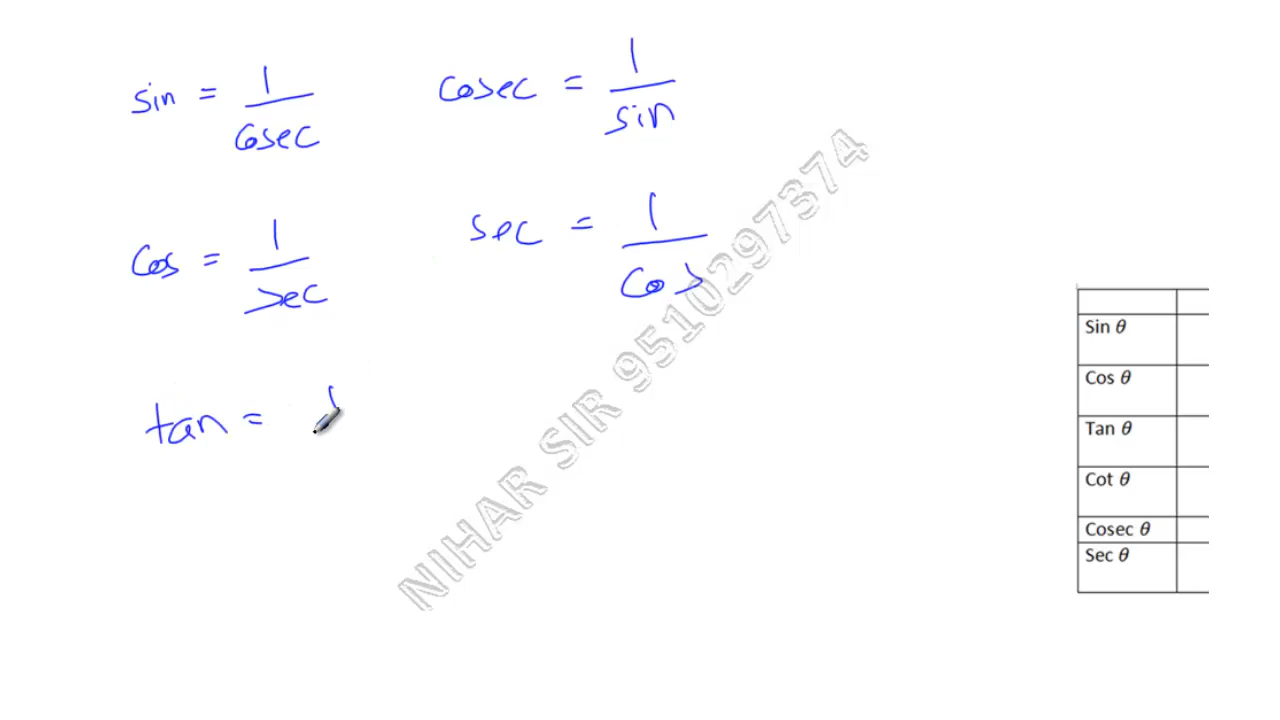 sin = 1/cosec cosec = 1/sin
cos = 1/sec sec = 1/cos
tan = 1
NIHAR SIR 9510297374
Sin θ
Cos θ
Tan θ
Cot θ
Cosec θ
Sec θ